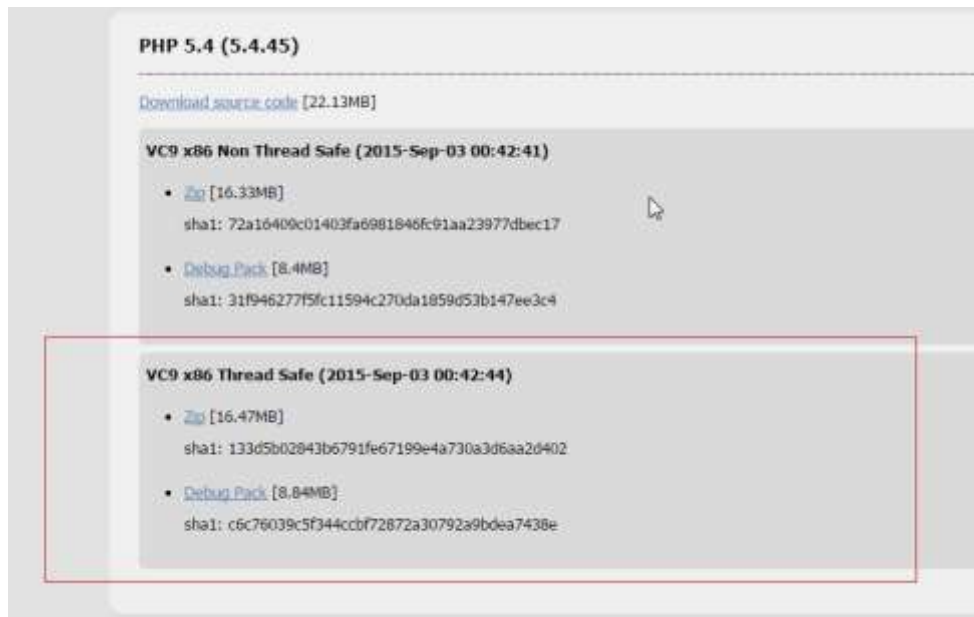 PHP 5.4 (5.4.45)
Download source code [22.13MB]
VC9 x86 Non Thread Safe (2015-Sep-03 00:42:41)
Zip [16.33MB]
sha1: 72a16409c01403fa6981846fc91aa23977dbec17
Debug Pack [8.4MB]
sha1: 31f946277f5fc11594c270da1859d53b147ee3c4
VC9 x86 Thread Safe (2015-Sep-03 00:42:44)
Zip [16.47MB]
sha1: 133d5b02843b6791fe67199e4a730a3d6aa2d402
Debug Pack [8.84MB]
sha1: c6c76039c5f344ccbf72872a30792a9bdea7438e